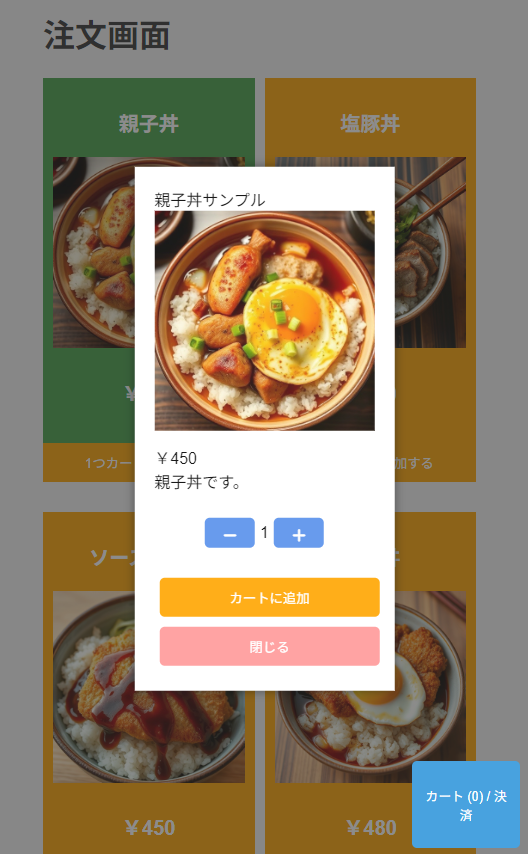 注文画面
親子丼
塩豚丼
親子丼サンプル
￥450
親子丼です。
− 1 +
カートに追加
閉じる
1つカー
加する
ソース
￥450
￥480
カート (0) / 決
済